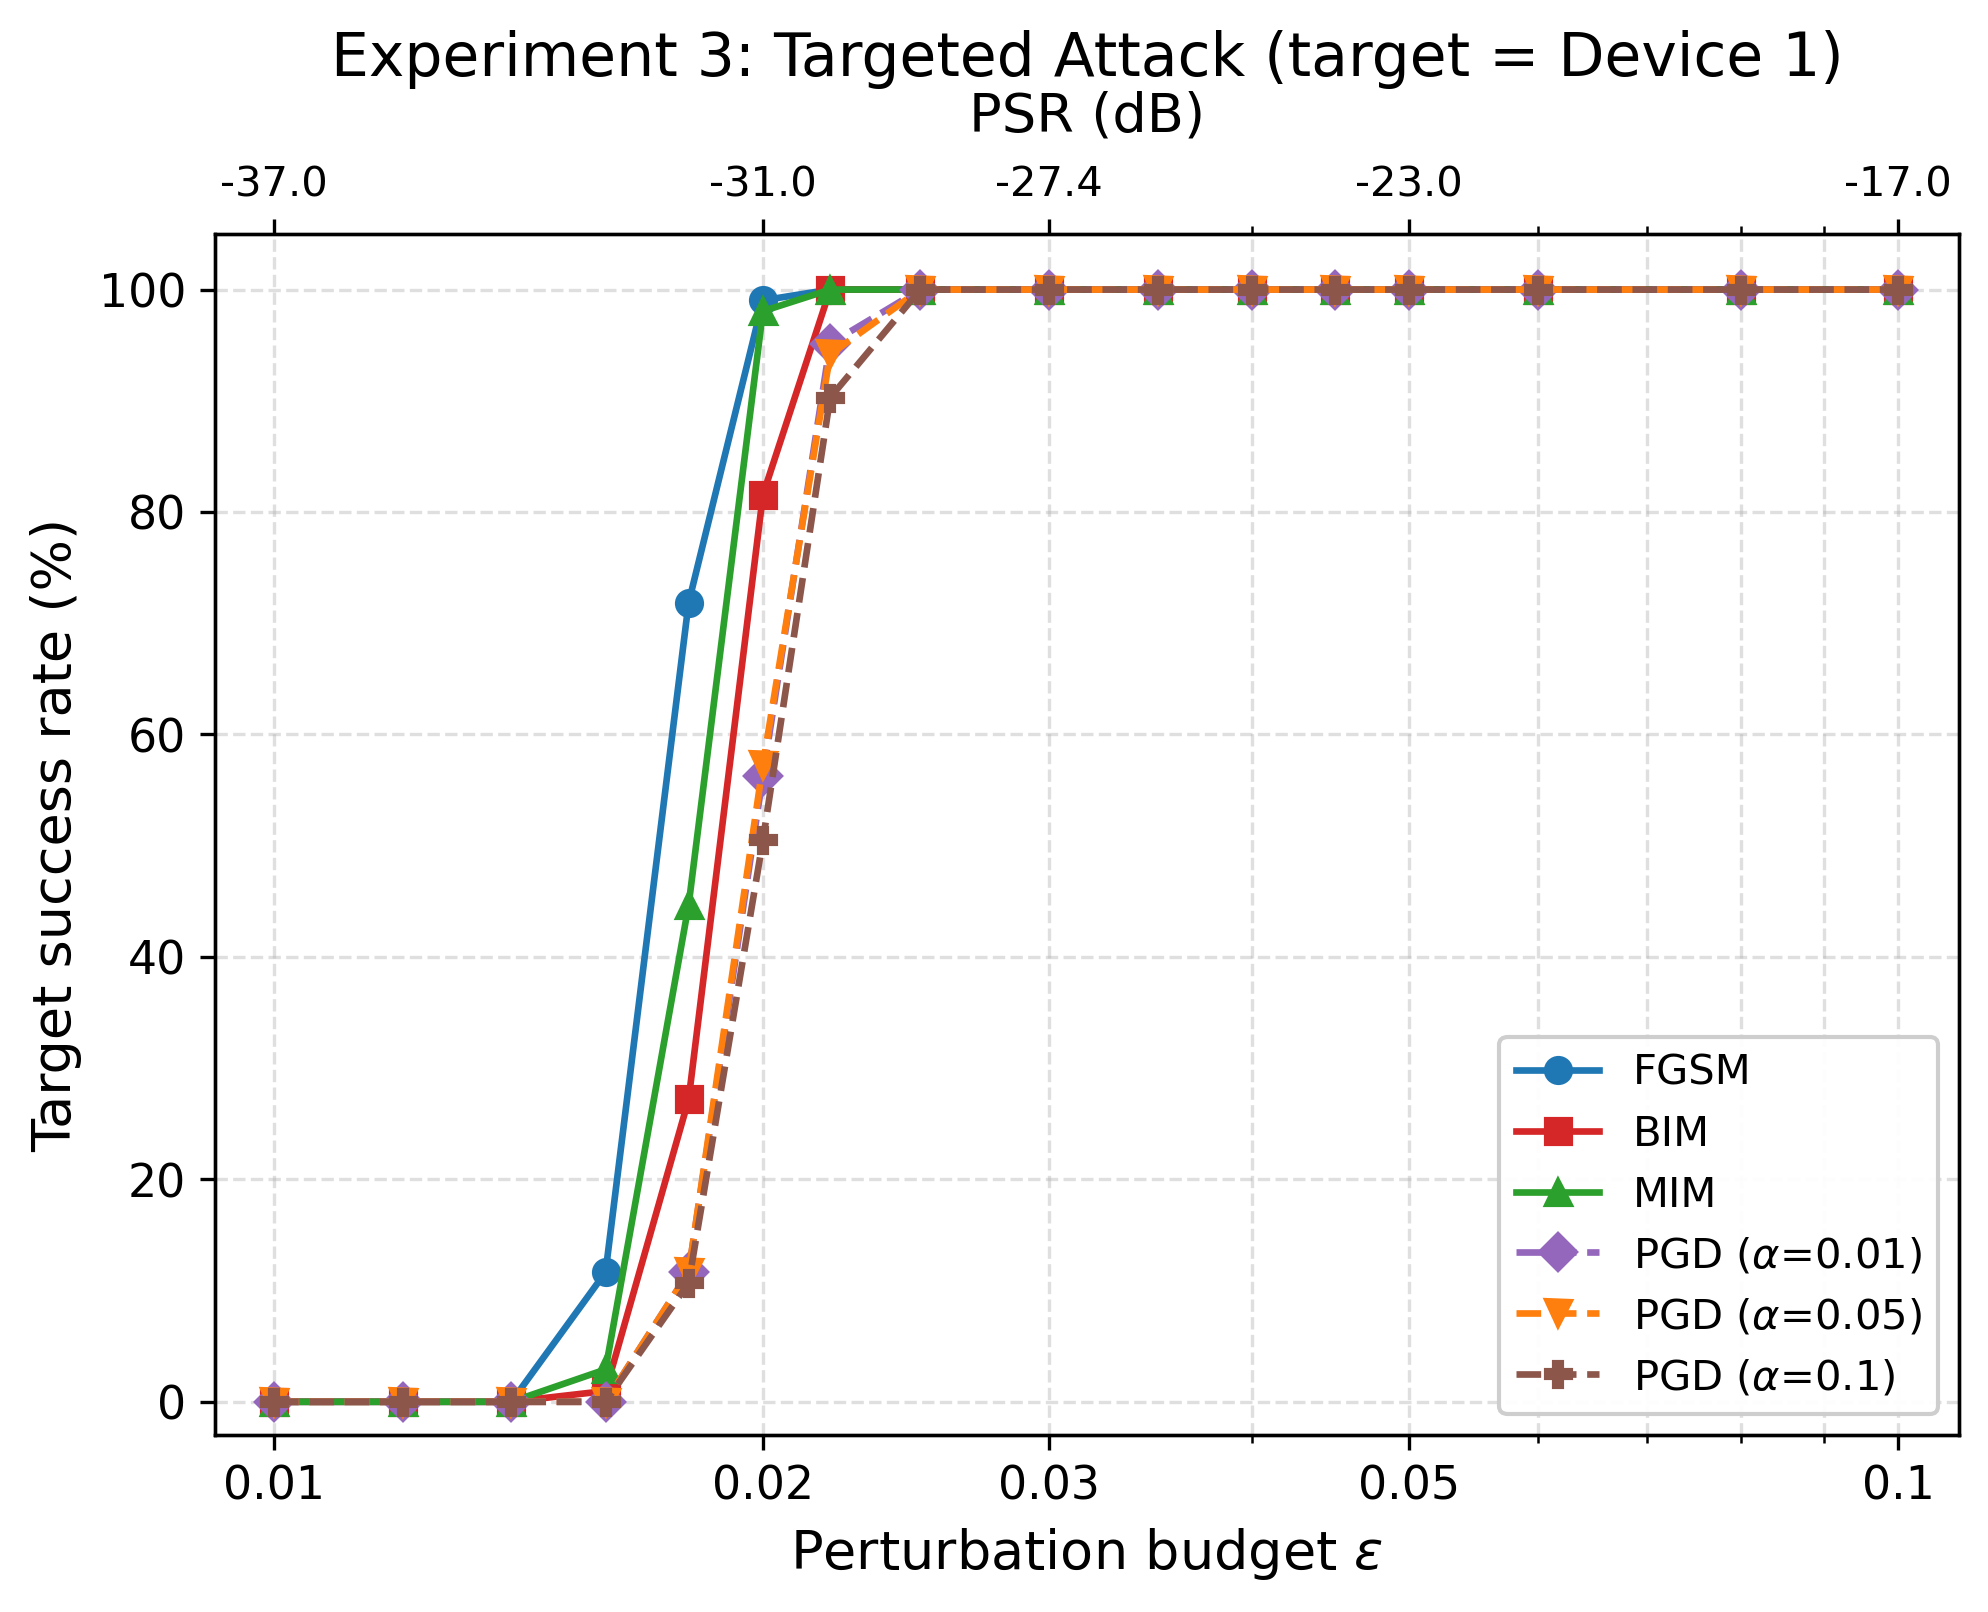 Experiment 3: Targeted Attack (target = Device 1)
PSR (dB)
-37.0 -31.0 -27.4 -23.0 -17.0
Target success rate (%)
100
80
60
40
20
0
FGSM
BIM
MIM
PGD (α=0.01)
PGD (α=0.05)
PGD (α=0.1)
0.01 0.02 0.03 0.05 0.1
Perturbation budget ε